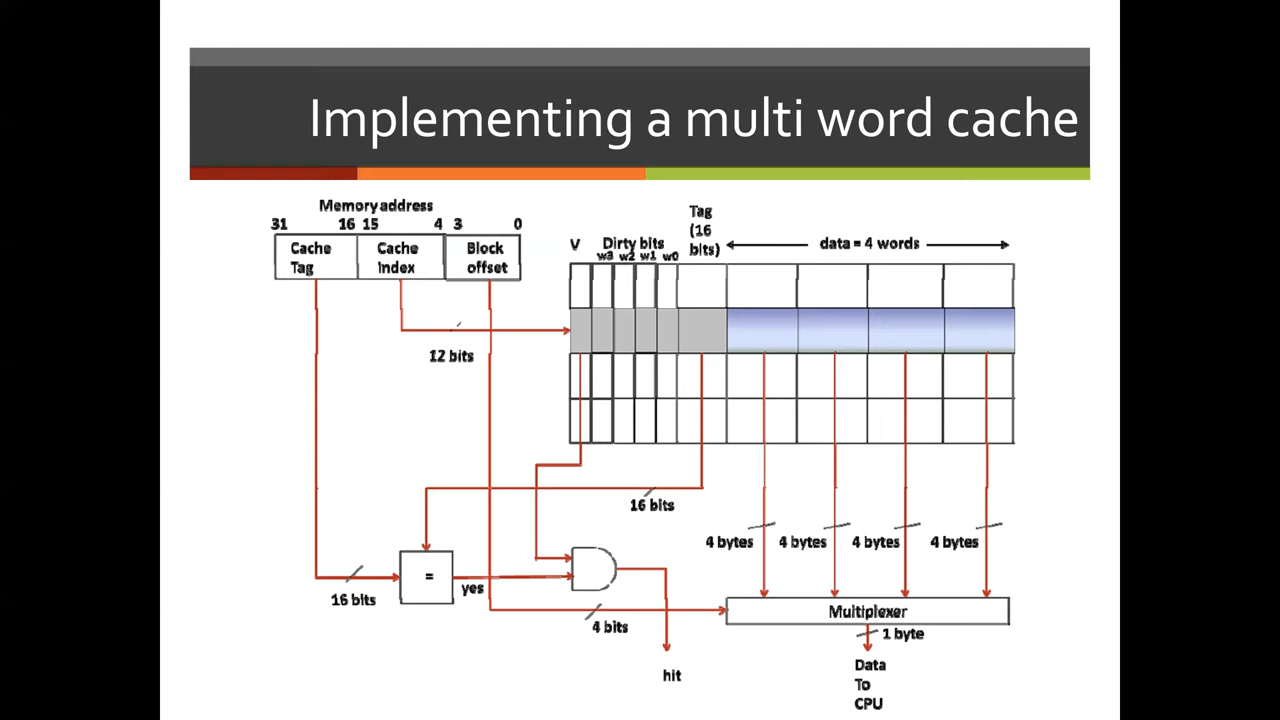 Implementing a multi word cache
Memory address
31 16 15 4 3 0
Cache Tag
Cache Index
Block offset
V
Dirty bits
w3 w2 w1 w0
Tag
(16
bits)
data = 4 words
12 bits
16 bits
4 bytes 4 bytes 4 bytes 4 bytes
=
yes
16 bits
4 bits
Multiplexer
1 byte
hit
Data
To
CPU